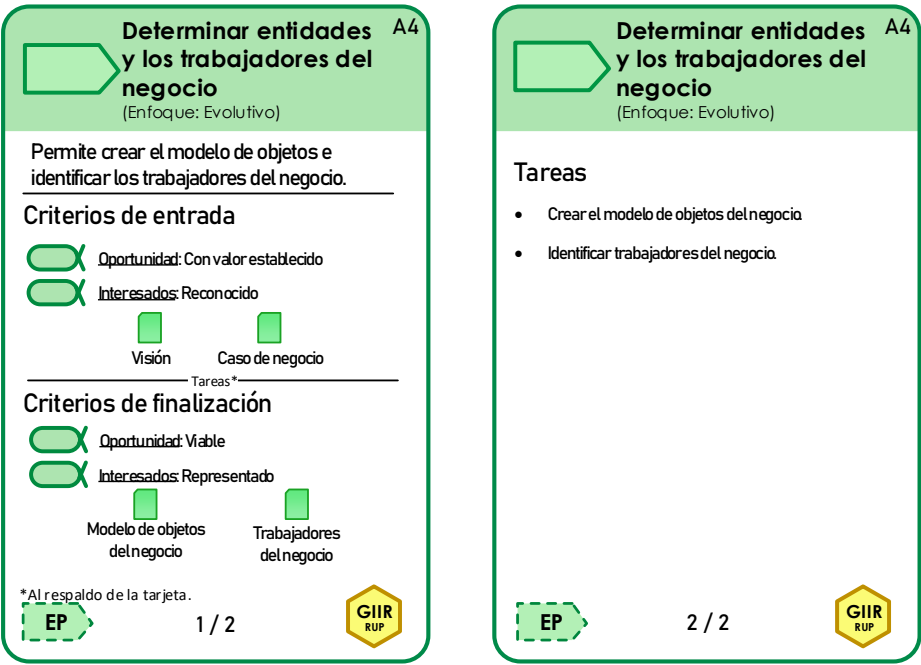 Determinar entidades A4
y los trabajadores del
negocio
(Enfoque: Evolutivo)
Permite crear el modelo de objetos e
identificar los trabajadores del negocio.
Criterios de entrada
Oportunidad: Con valor establecido
Interesados: Reconocido
Visión Caso de negocio
Tareas*
Criterios de finalización
Oportunidad: Viable
Interesados: Representado
Modelo de objetos
del negocio
Trabajadores
del negocio
*Al respaldo de la tarjeta.
EP 1 / 2 GIIR
RUP
Determinar entidades A4
y los trabajadores del
negocio
(Enfoque: Evolutivo)
Tareas
• Crear el modelo de objetos del negocio.
• Identificar trabajadores del negocio.
EP 2 / 2 GIIR
RUP